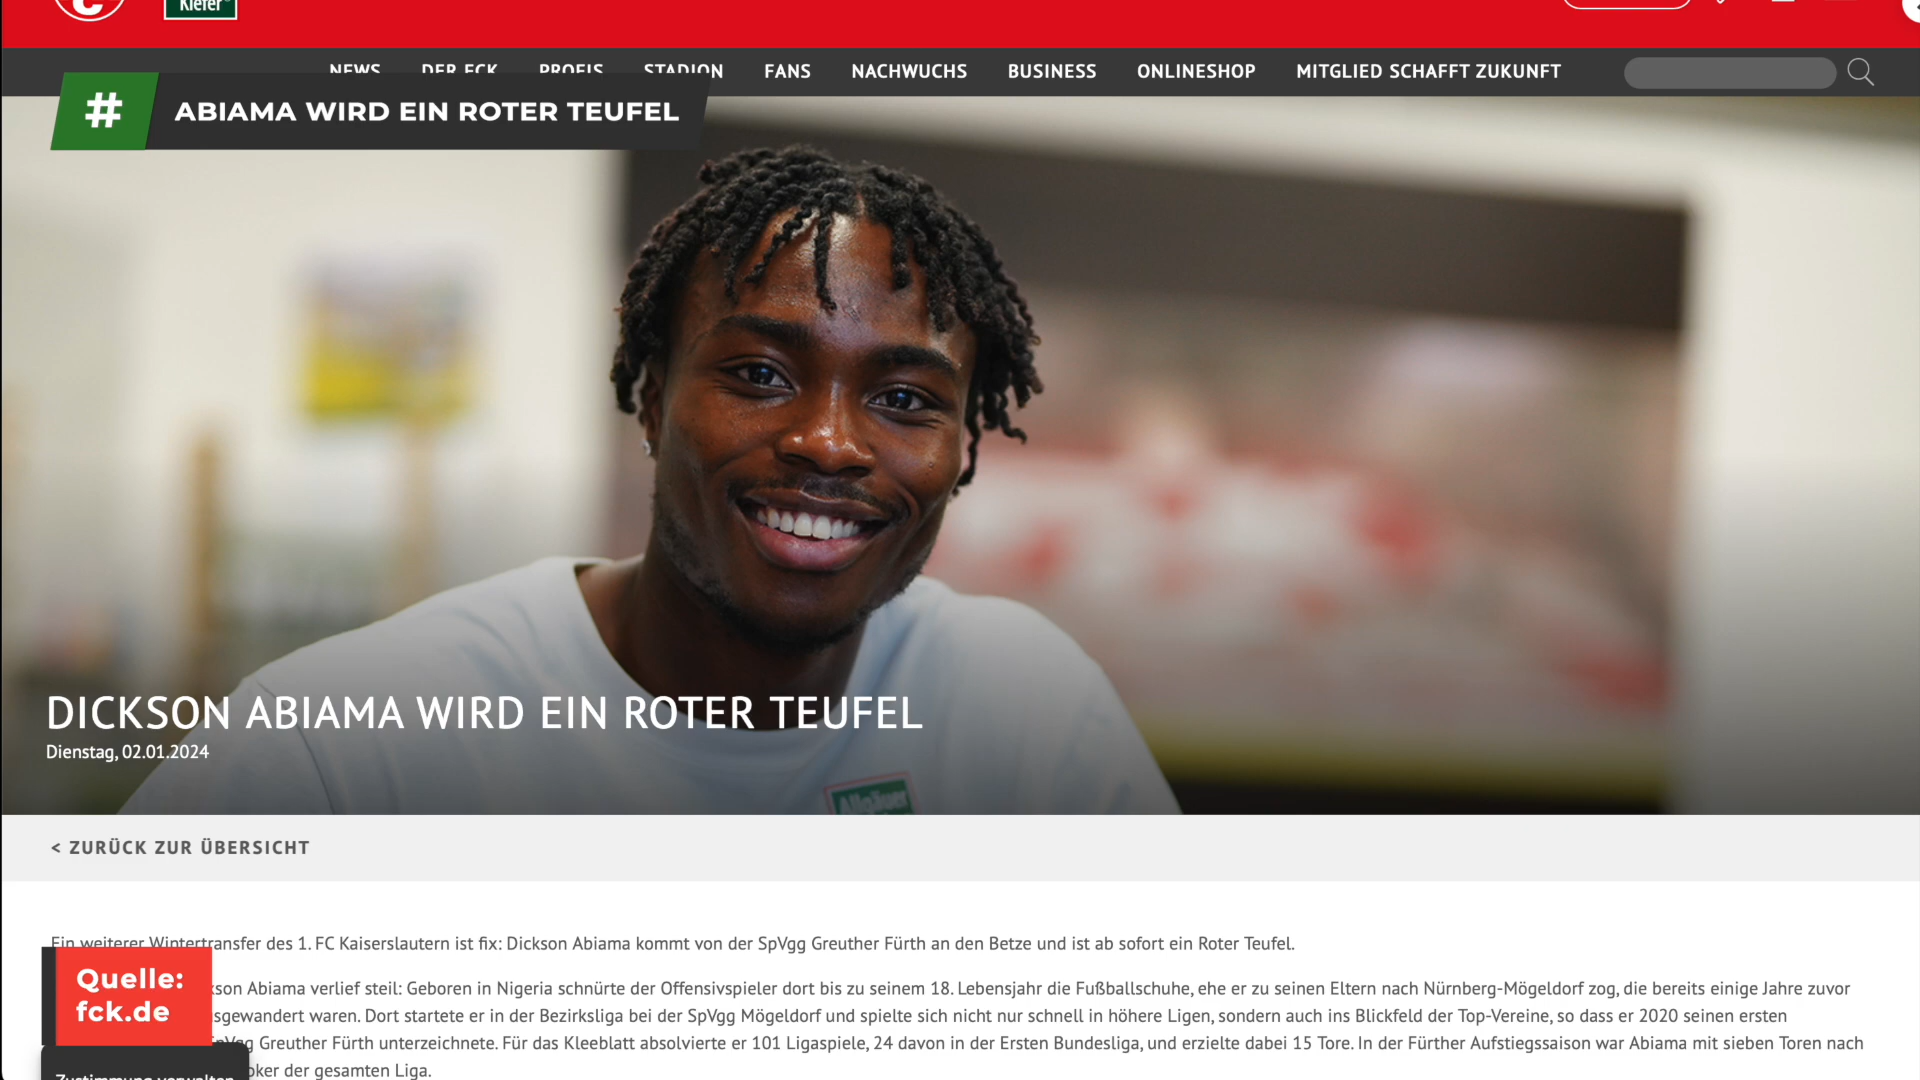 Kiefer
NEWS DER FCK PROFIS STADION FANS NACHWUCHS BUSINESS ONLINESHOP MITGLIED SCHAFFT ZUKUNFT
# ABIAMA WIRD EIN ROTER TEUFEL
DICKSON ABIAMA WIRD EIN ROTER TEUFEL
Dienstag, 02.01.2024
Allgäuer
< ZURÜCK ZUR ÜBERSICHT
Ein weiterer Wintertransfer des 1. FC Kaiserslautern ist fix: Dickson Abiama kommt von der SpVgg Greuther Fürth an den Betze und ist ab sofort ein Roter Teufel.
Abiama verlief steil: Geboren in Nigeria schnürte der Offensivspieler dort bis zu seinem 18. Lebensjahr die Fußballschuhe, ehe er zu seinen Eltern nach Nürnberg-Mögeldorf zog, die bereits einige Jahre zuvor
waren. Dort startete er in der Bezirksliga bei der SpVgg Mögeldorf und spielte sich nicht nur schnell in höhere Ligen, sondern auch ins Blickfeld der Top-Vereine, so dass er 2020 seinen ersten
Greuther Fürth unterzeichnete. Für das Kleeblatt absolvierte er 101 Ligaspiele, 24 davon in der Ersten Bundesliga, und erzielte dabei 15 Tore. In der Fürther Aufstiegssaison war Abiama mit sieben Toren nach
der gesamten Liga.
Quelle:
fck.de
Zustimmung verwalten